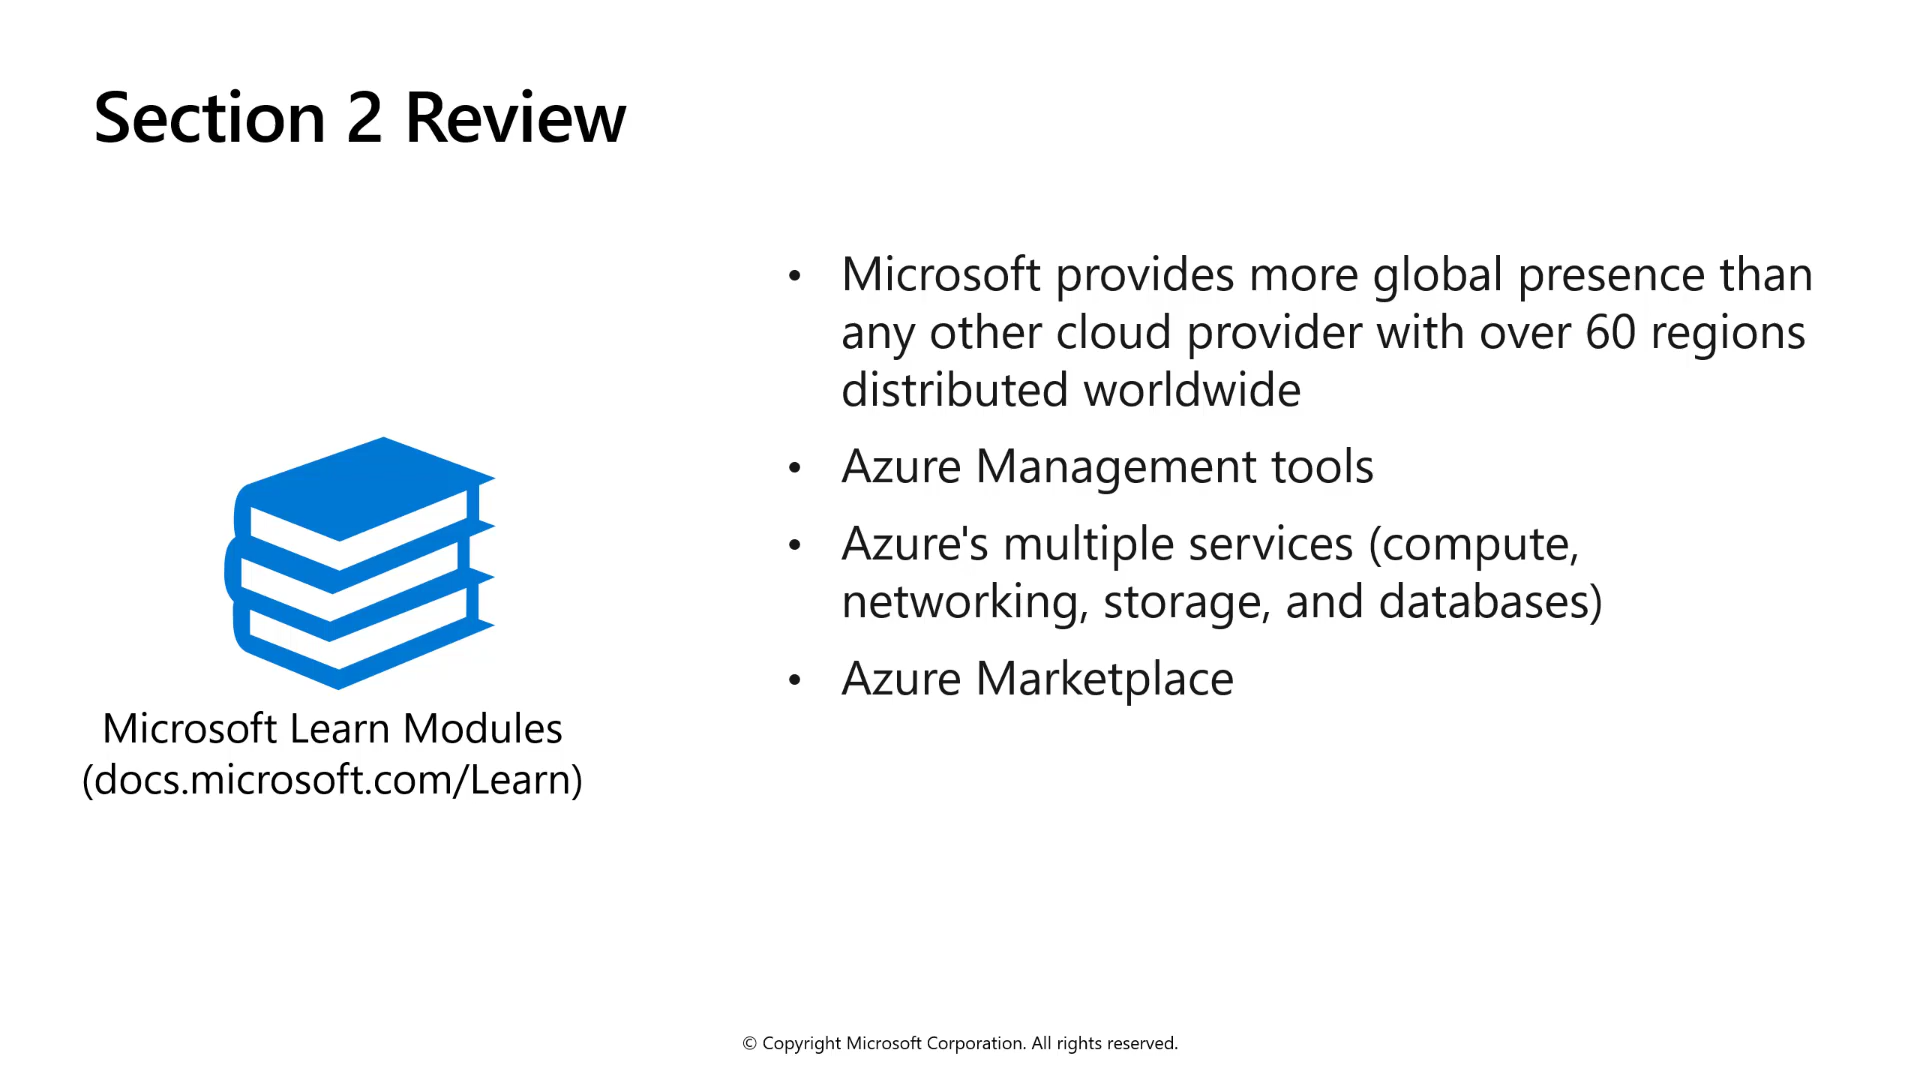 Section 2 Review
• Microsoft provides more global presence than
any other cloud provider with over 60 regions
distributed worldwide
• Azure Management tools
• Azure's multiple services (compute,
networking, storage, and databases)
• Azure Marketplace
Microsoft Learn Modules
(docs.microsoft.com/Learn)
© Copyright Microsoft Corporation. All rights reserved.